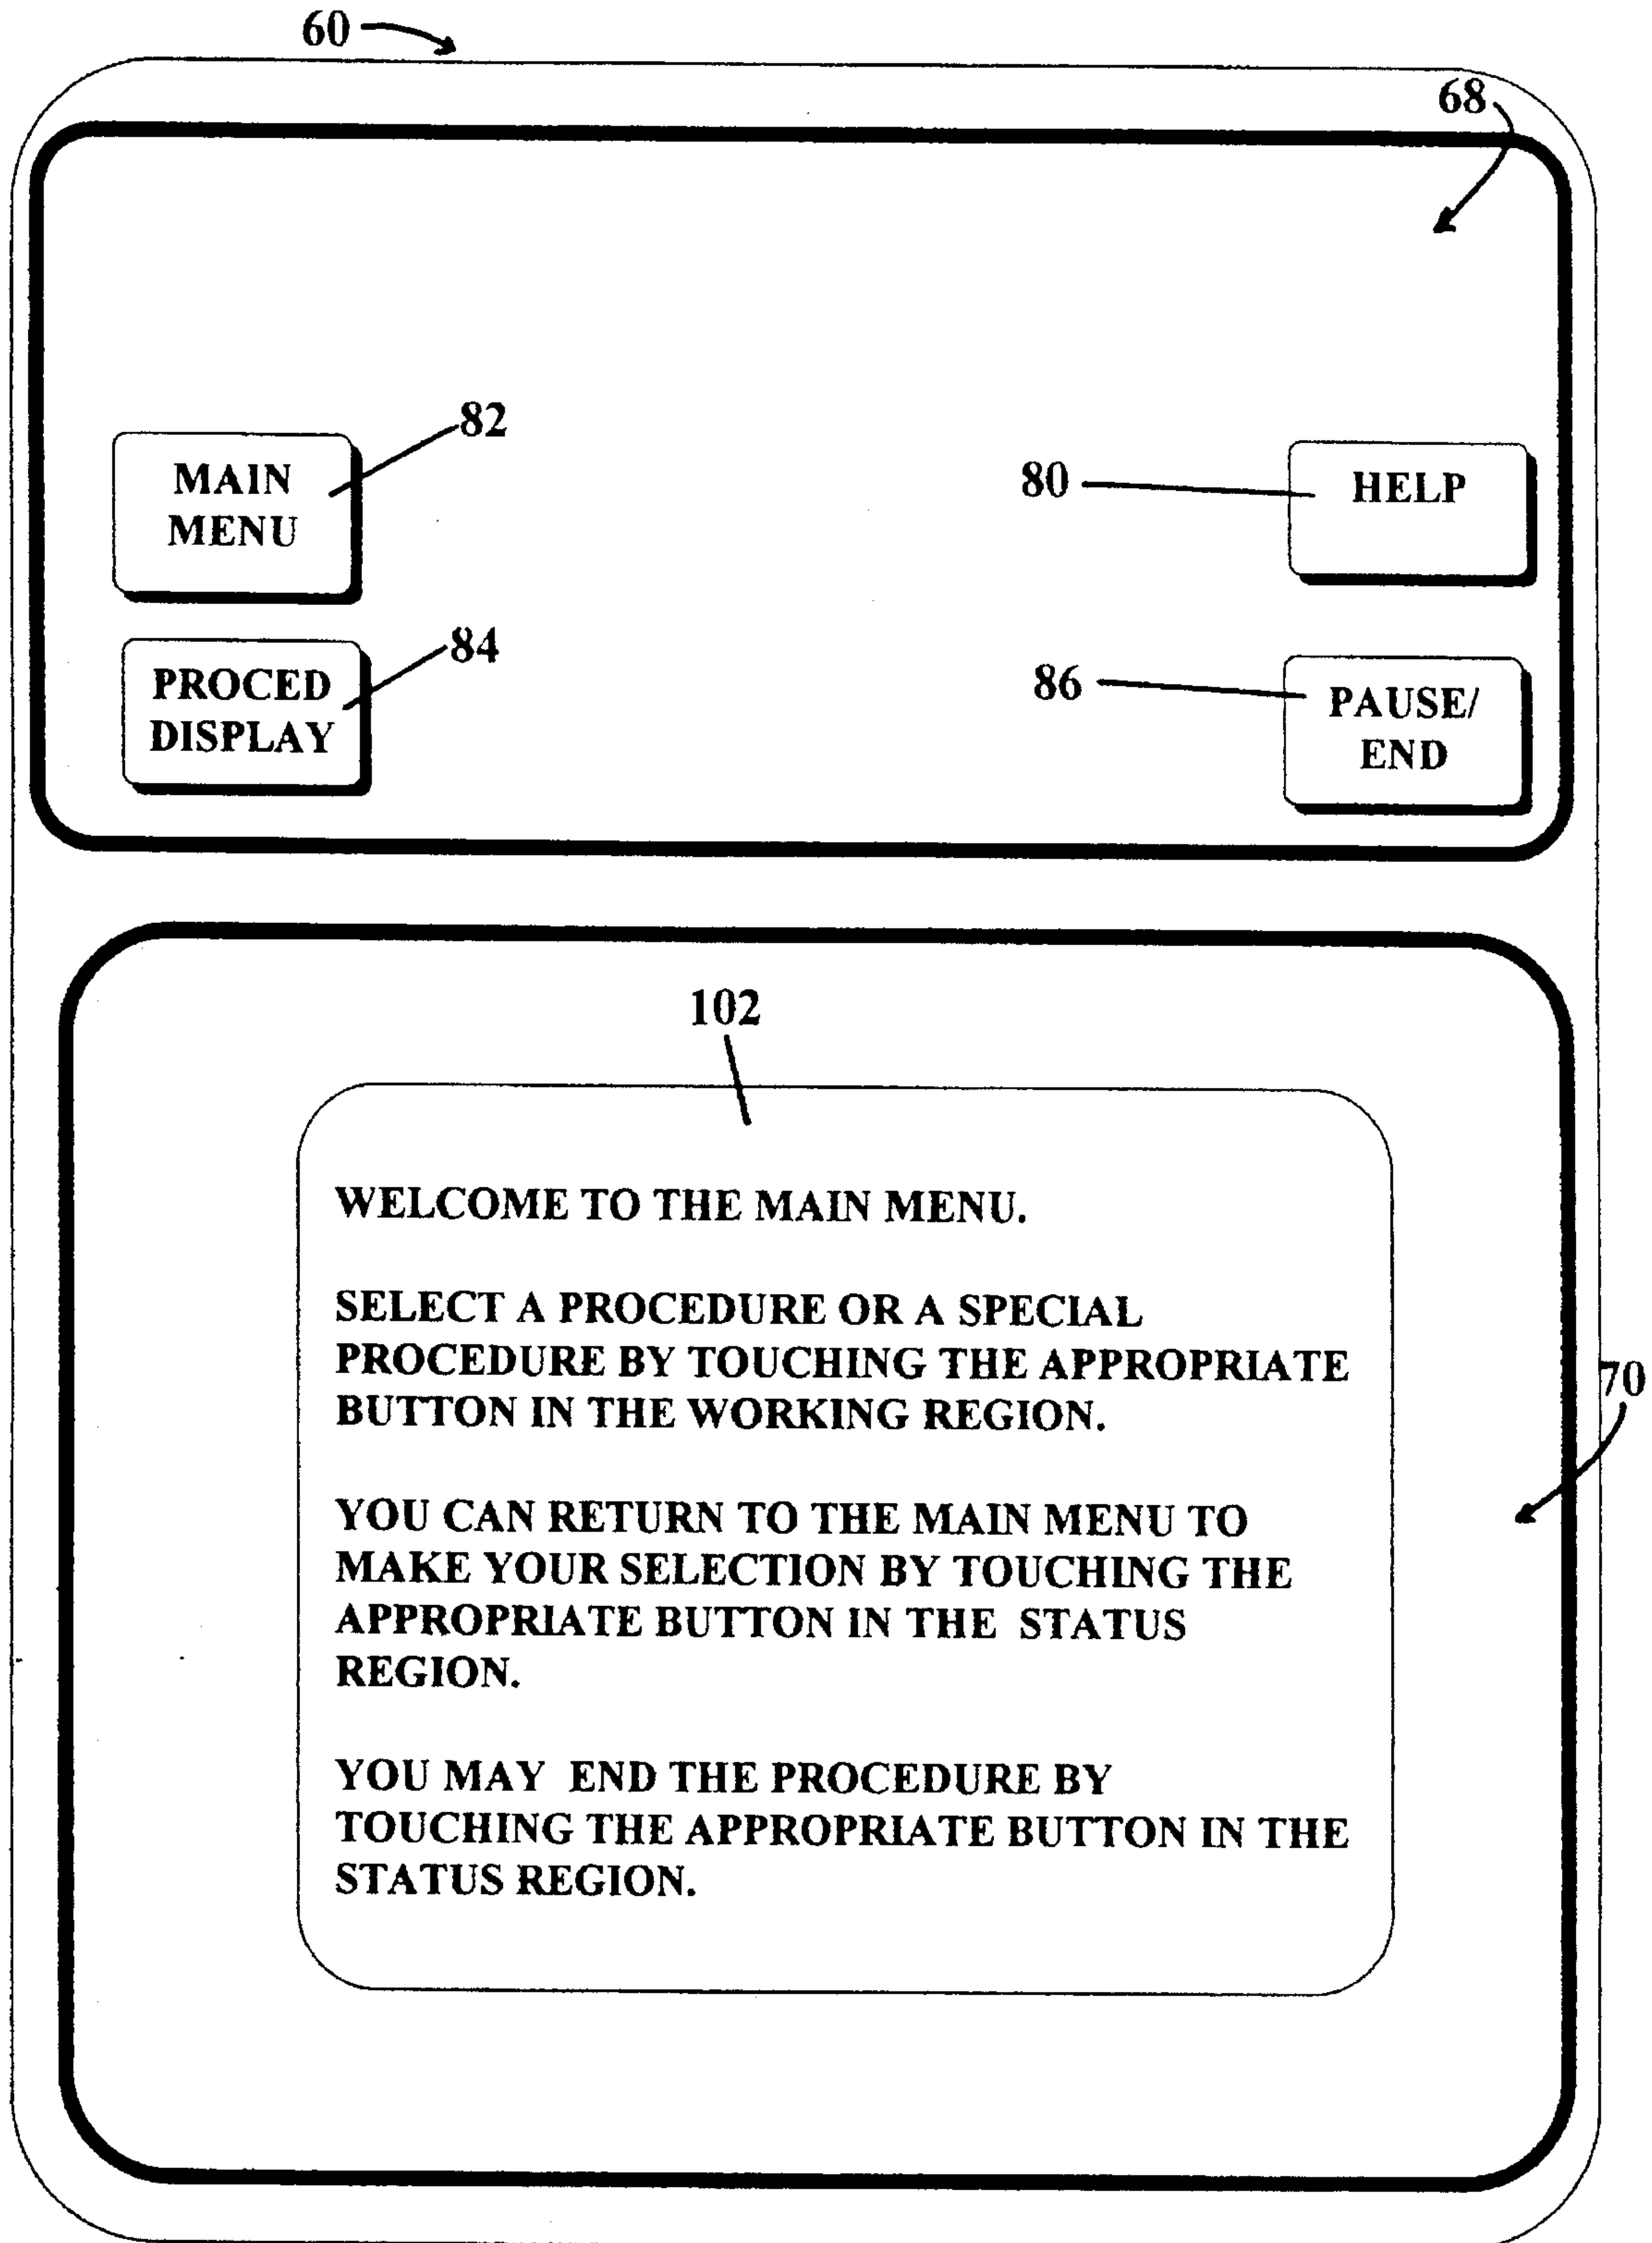 60
68
82
MAIN
MENU
80
HELP
84
PROCED
DISPLAY
86
PAUSE/
END
102
WELCOME TO THE MAIN MENU.
SELECT A PROCEDURE OR A SPECIAL
PROCEDURE BY TOUCHING THE APPROPRIATE
BUTTON IN THE WORKING REGION.
70
YOU CAN RETURN TO THE MAIN MENU TO
MAKE YOUR SELECTION BY TOUCHING THE
APPROPRIATE BUTTON IN THE STATUS
REGION.
YOU MAY END THE PROCEDURE BY
TOUCHING THE APPROPRIATE BUTTON IN THE
STATUS REGION.